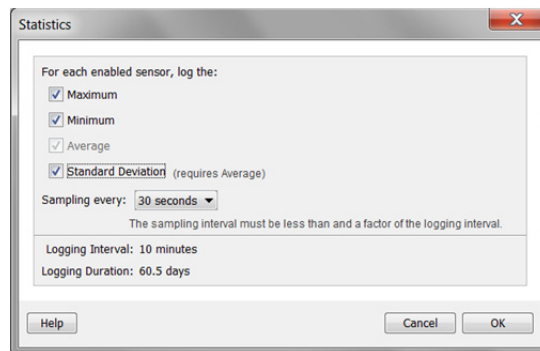 Statistics
For each enabled sensor, log the:
Maximum
Minimum
Average
Standard Deviation (requires Average)
Sampling every: 30 seconds
The sampling interval must be less than and a factor of the logging interval.
Logging Interval: 10 minutes
Logging Duration: 60.5 days
Help Cancel OK